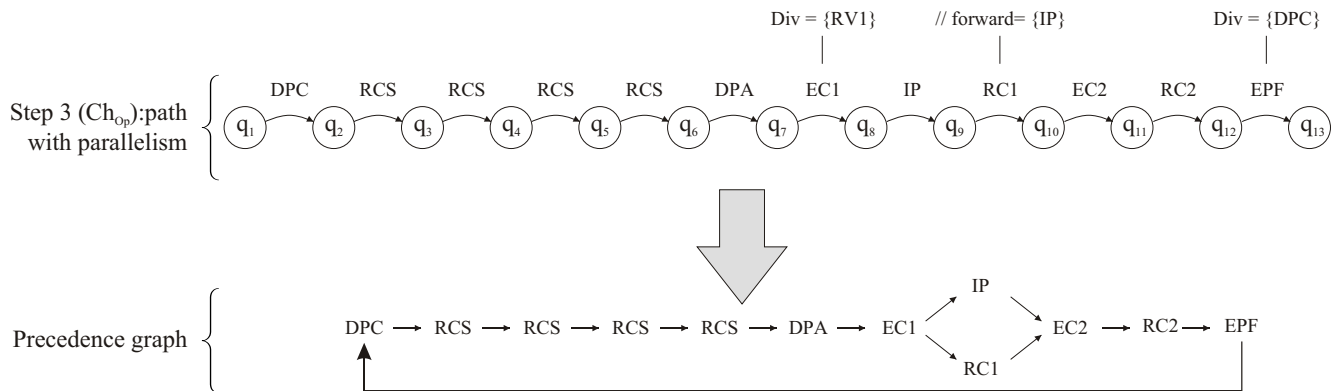 Div = {RV1} // forward= {IP} Div = {DPC}
DPC RCS RCS RCS RCS DPA EC1 IP RC1 EC2 RC2 EPF
Step 3 (Ch_Op):path
with parallelism
q1 q2 q3 q4 q5 q6 q7 q8 q9 q10 q11 q12 q13
IP
Precedence graph
DPC RCS RCS RCS RCS DPA EC1 EC2 RC2 EPF
RC1